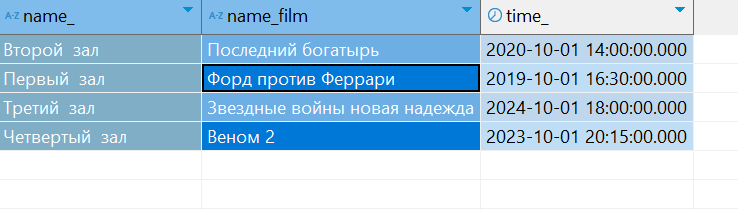 A-Z name_ A-Z name_film time_
Второй зал Последний богатырь 2020-10-01 14:00:00.000
Первый зал Форд против Феррари 2019-10-01 16:30:00.000
Третий зал Звездные войны новая надежда 2024-10-01 18:00:00.000
Четвертый зал Веном 2 2023-10-01 20:15:00.000